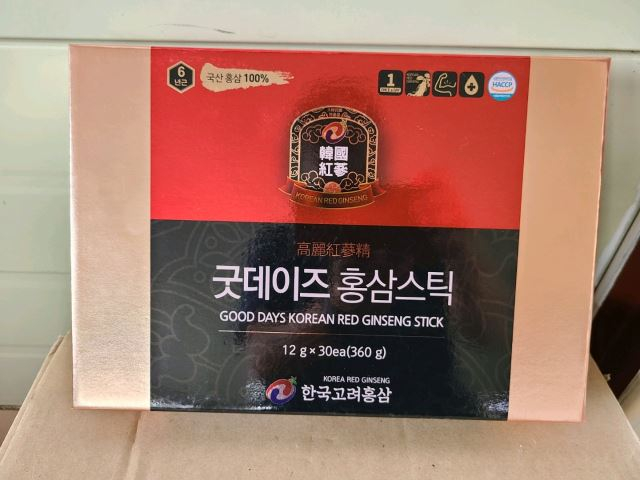 6
년근
국산 홍삼 100%
1
HACCP
韓國
紅蔘
KOREAN RED GINSENG
高麗紅蔘精
굿데이즈 홍삼스틱
GOOD DAYS KOREAN RED GINSENG STICK
12 g × 30ea(360 g)
KOREA RED GINSENG
한국고려홍삼